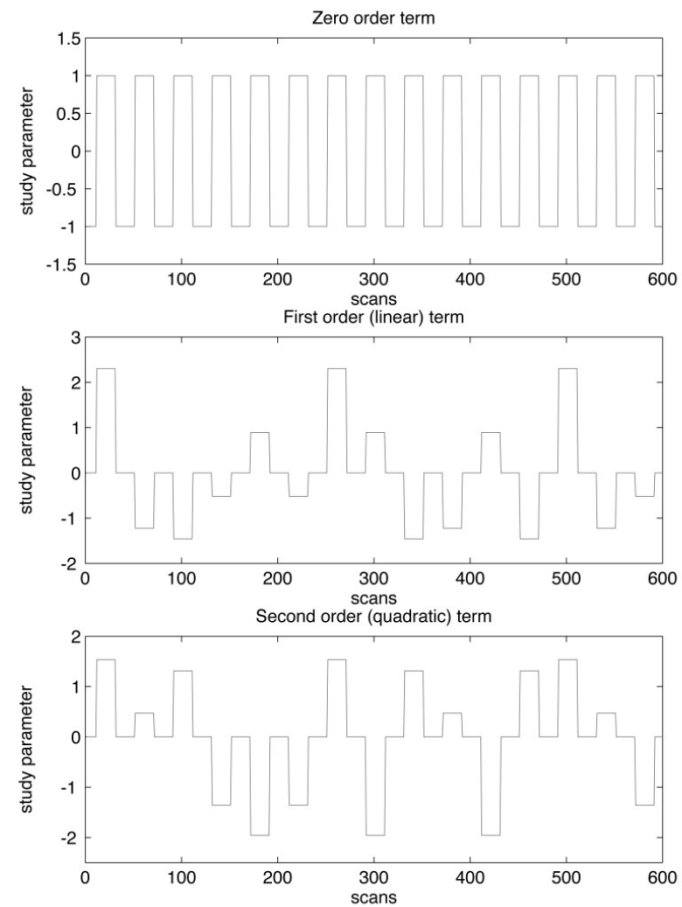 Zero order term
1.5
1
0.5
0
-0.5
-1
-1.5
study parameter
0 100 200 300 400 500 600
scans
First order (linear) term
3
2
1
0
-1
-2
study parameter
0 100 200 300 400 500 600
scans
Second order (quadratic) term
2
1
0
-1
-2
study parameter
0 100 200 300 400 500 600
scans